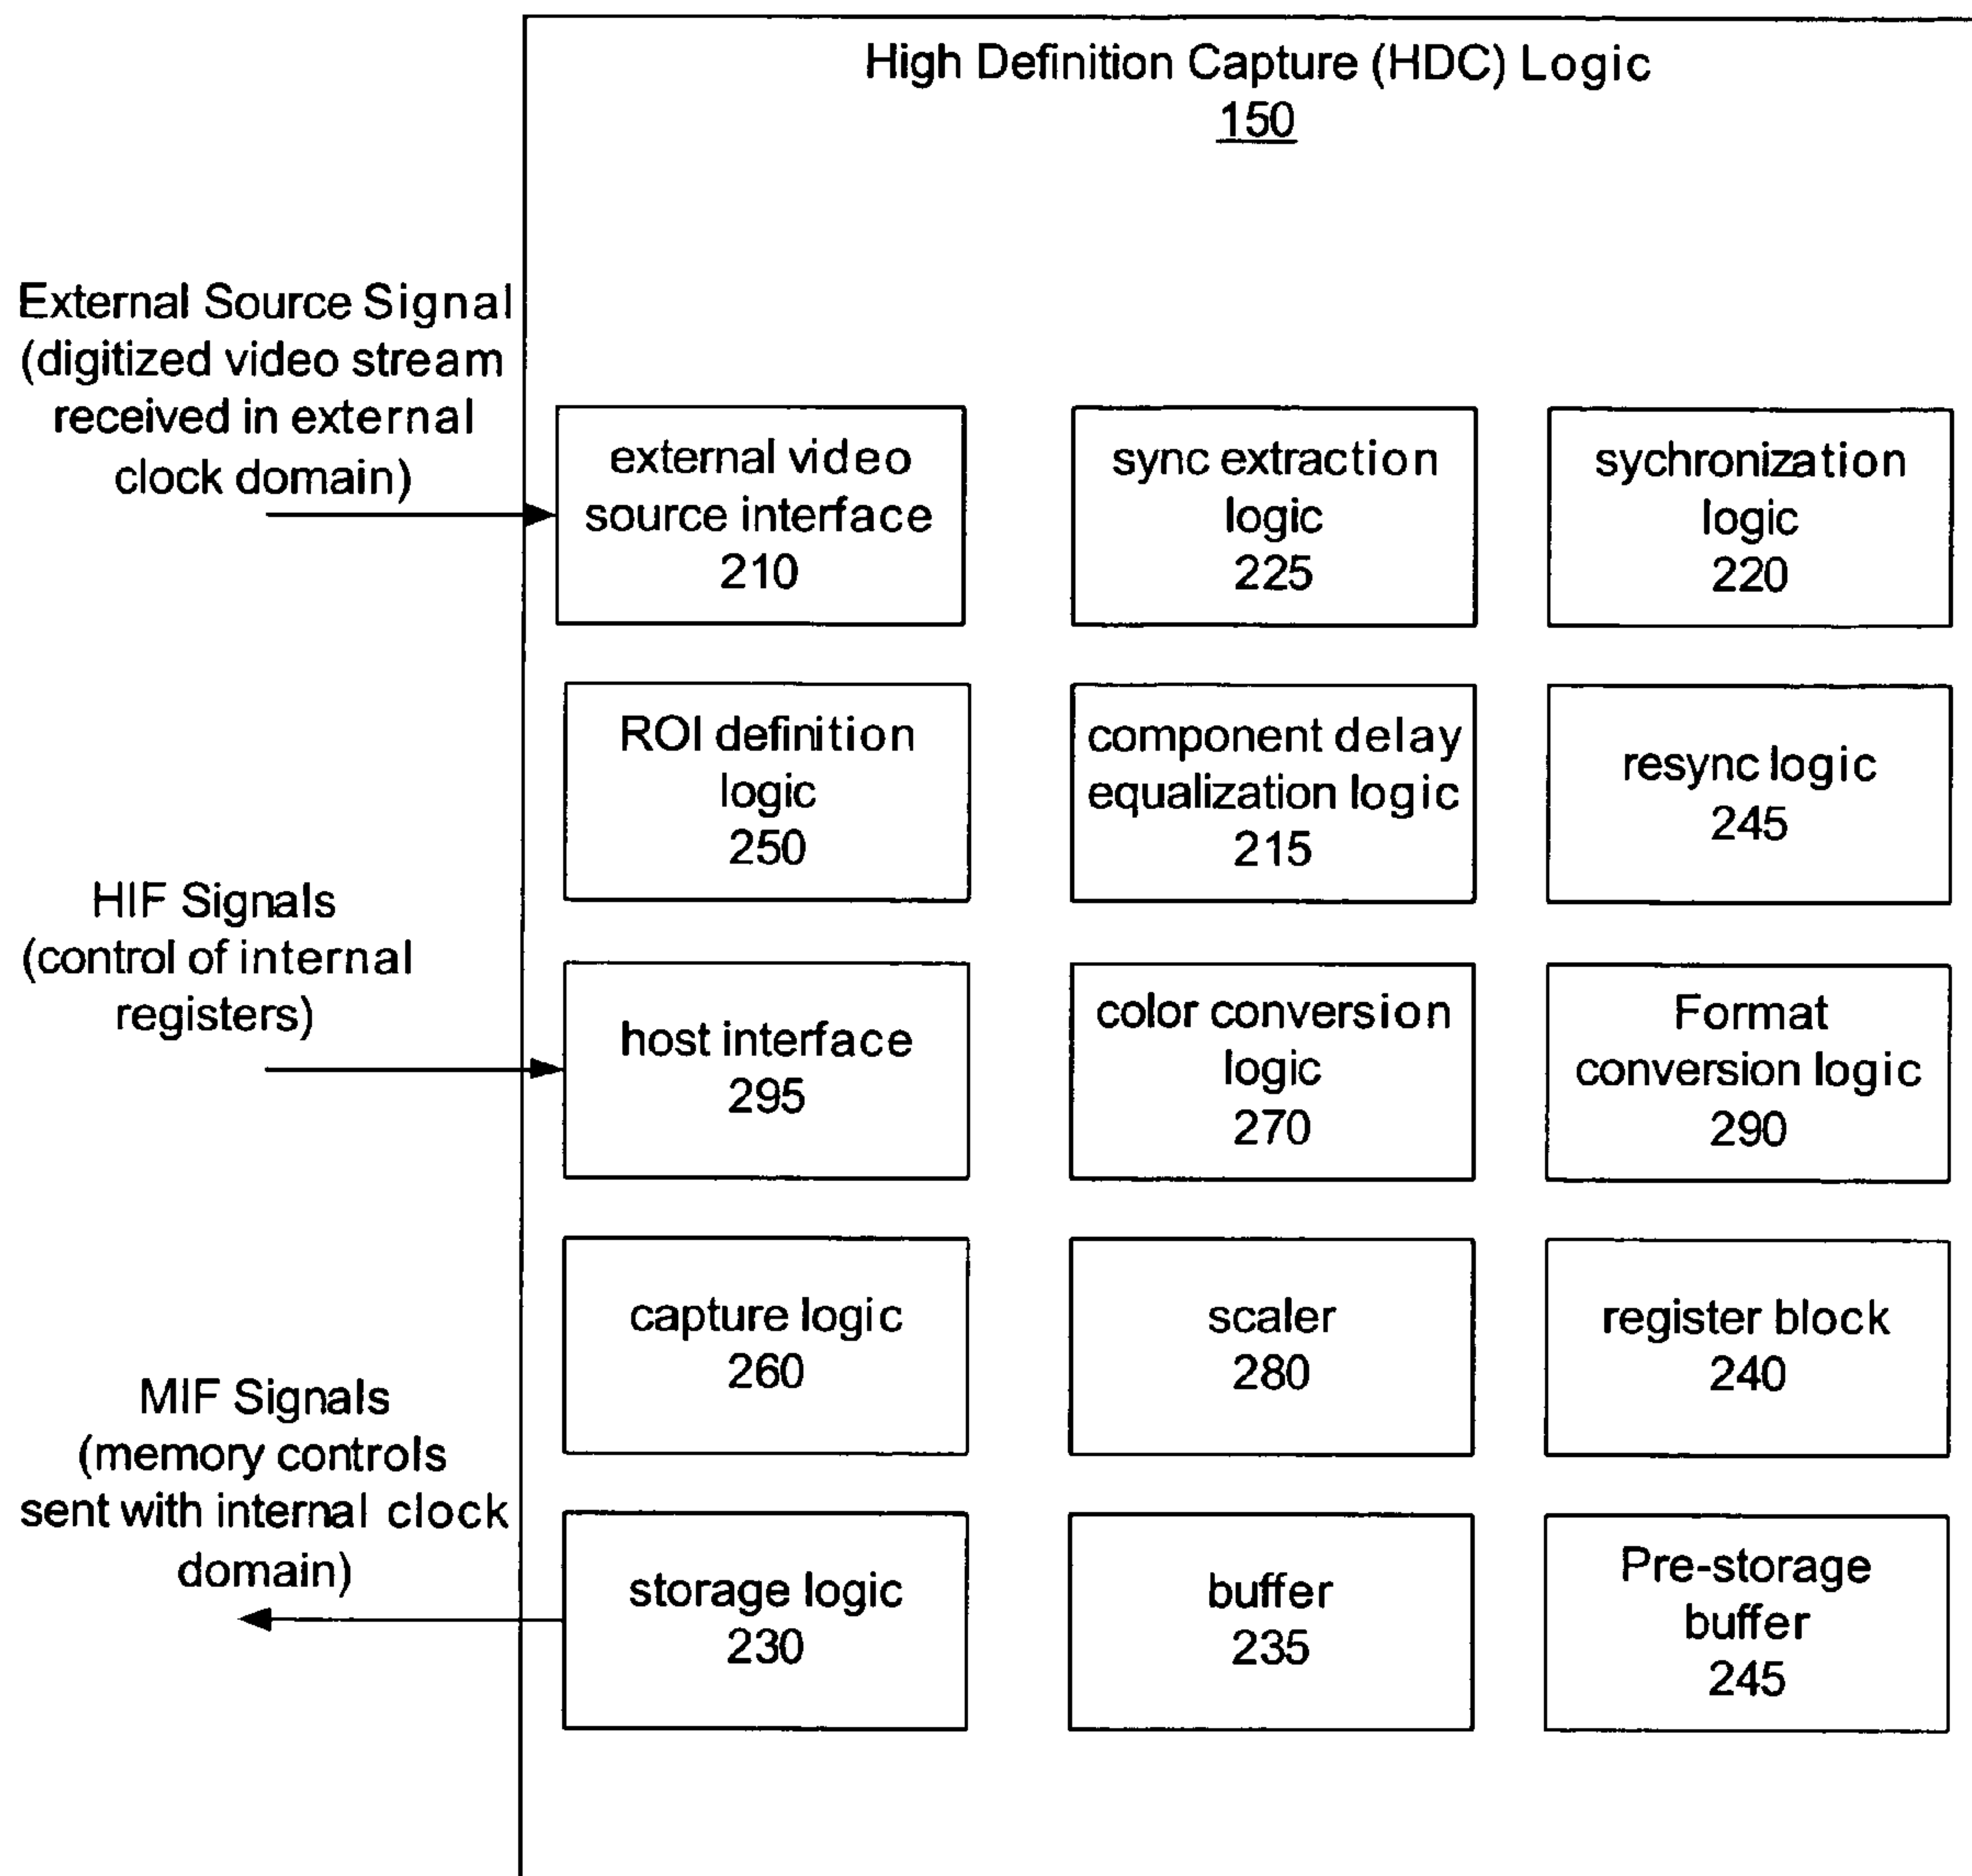 High Definition Capture (HDC) Logic
150
External Source Signal
(digitized video stream
received in external
clock domain)
external video
source interface
210
sync extraction
logic
225
sychronization
logic
220
ROI definition
logic
250
component delay
equalization logic
215
resync logic
245
HIF Signals
(control of internal
registers)
host interface
295
color conversion
logic
270
Format
conversion logic
290
capture logic
260
scaler
280
register block
240
MIF Signals
(memory controls
sent with internal clock
domain)
storage logic
230
buffer
235
Pre-storage
buffer
245